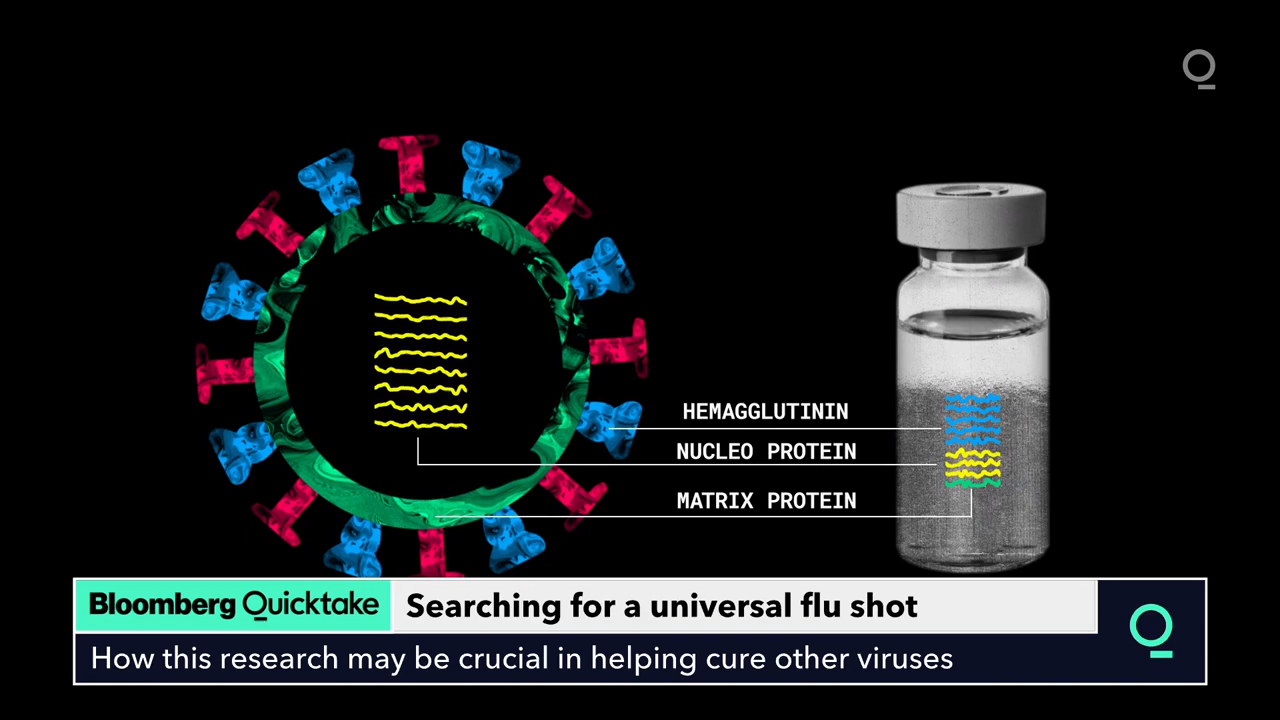 HEMAGGLUTININ
NUCLEO PROTEIN
MATRIX PROTEIN
Bloomberg Quicktake
Searching for a universal flu shot
How this research may be crucial in helping cure other viruses